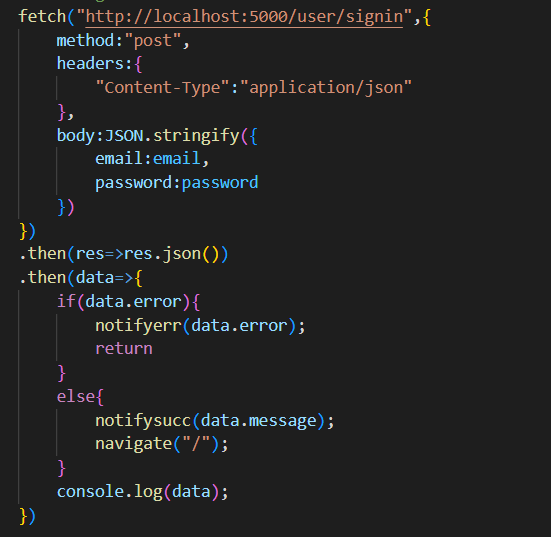 fetch("http://localhost:5000/user/signin",{
    method:"post",
    headers:{
        "Content-Type":"application/json"
    },
    body:JSON.stringify({
        email:email,
        password:password
    })
})
.then(res=>res.json())
.then(data=>{
    if(data.error){
        notifyerr(data.error);
        return
    }
    else{
        notifysucc(data.message);
        navigate("/");
    }
    console.log(data);
})